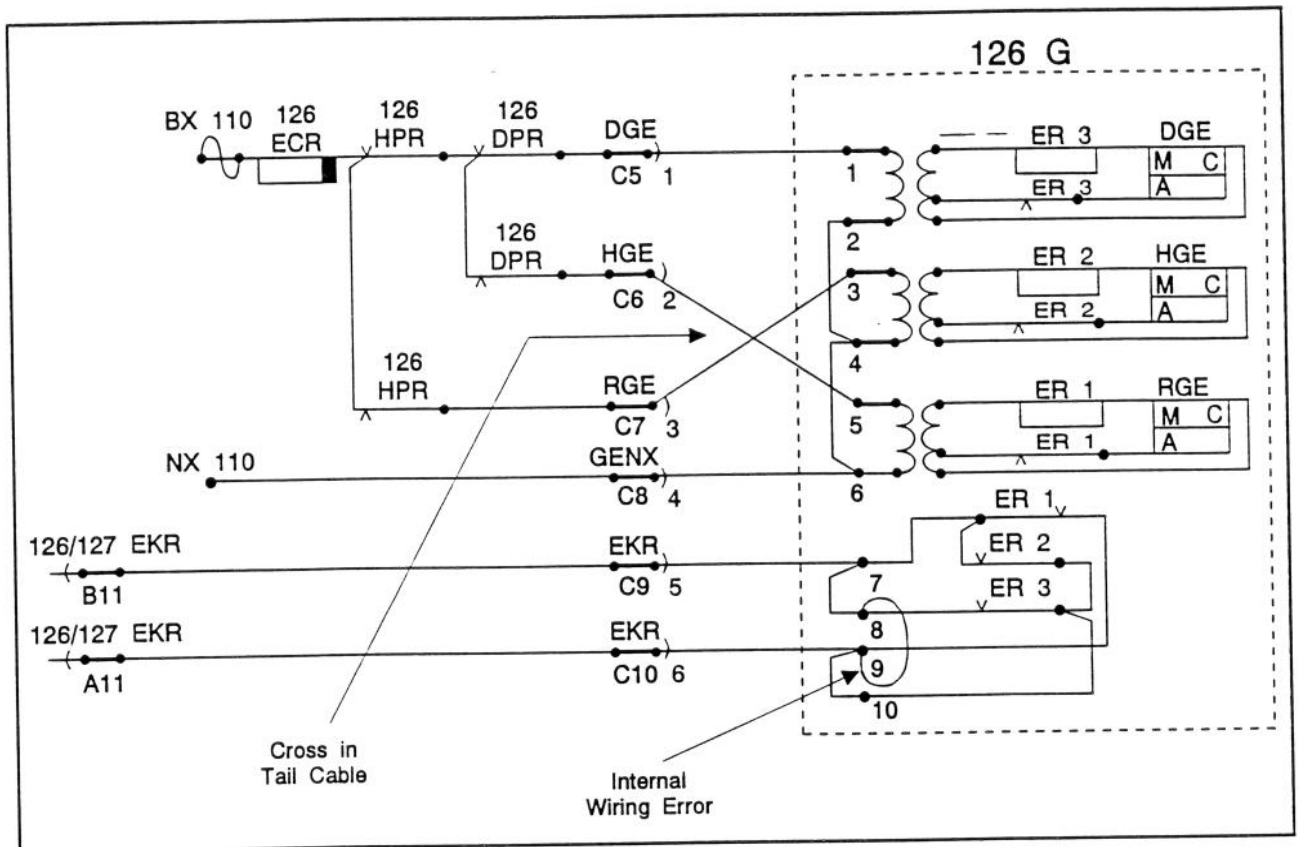 126 G
BX 110
126
ECR
126
HPR
126
DPR
DGE
C5
1
1
2
ER 3
ER 3
DGE
M C
A
126
DPR
HGE
C6
2
3
4
ER 2
ER 2
HGE
M C
A
126
HPR
RGE
C7
3
5
6
ER 1
ER 1
RGE
M C
A
NX 110
GENX
C8
4
126/127 EKR
B11
EKR
C9
5
7
8
ER 1
ER 2
ER 3
126/127 EKR
A11
EKR
C10
6
9
10
Cross in
Tail Cable
Internal
Wiring Error